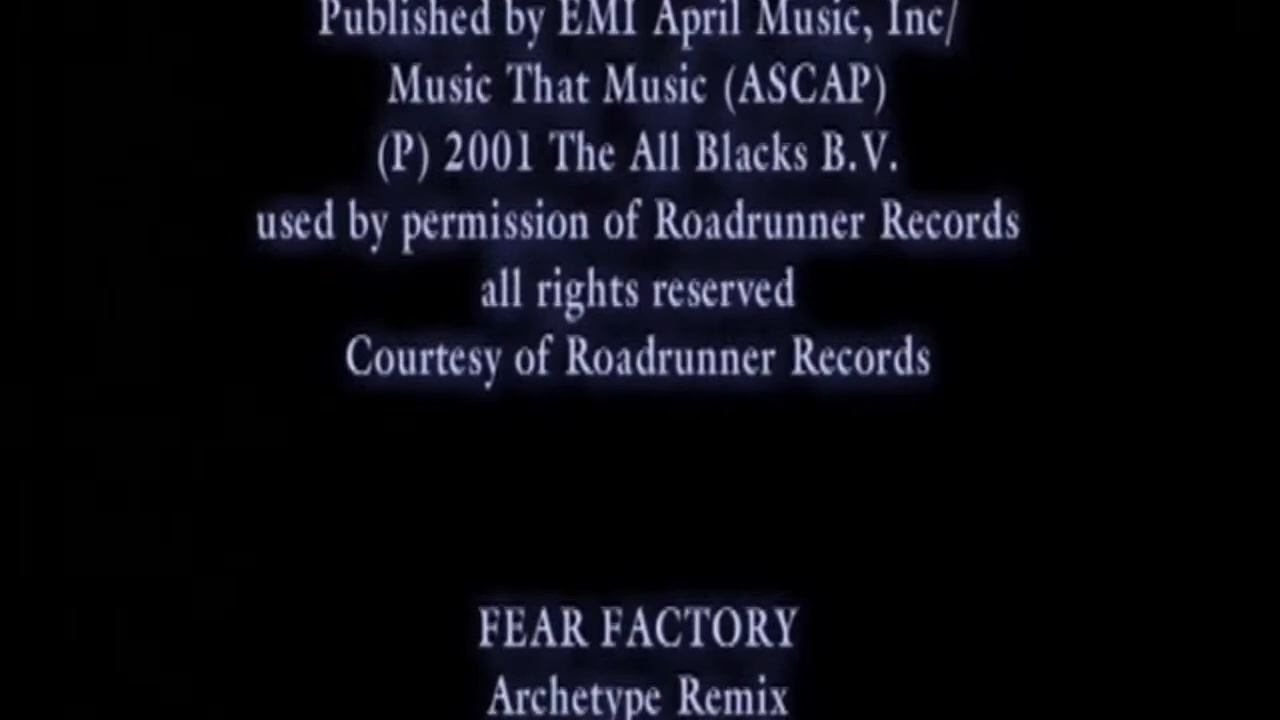 Published by EMI April Music, Inc/
Music That Music (ASCAP)
(P) 2001 The All Blacks B.V.
used by permission of Roadrunner Records
all rights reserved
Courtesy of Roadrunner Records
FEAR FACTORY
Archetype Remix